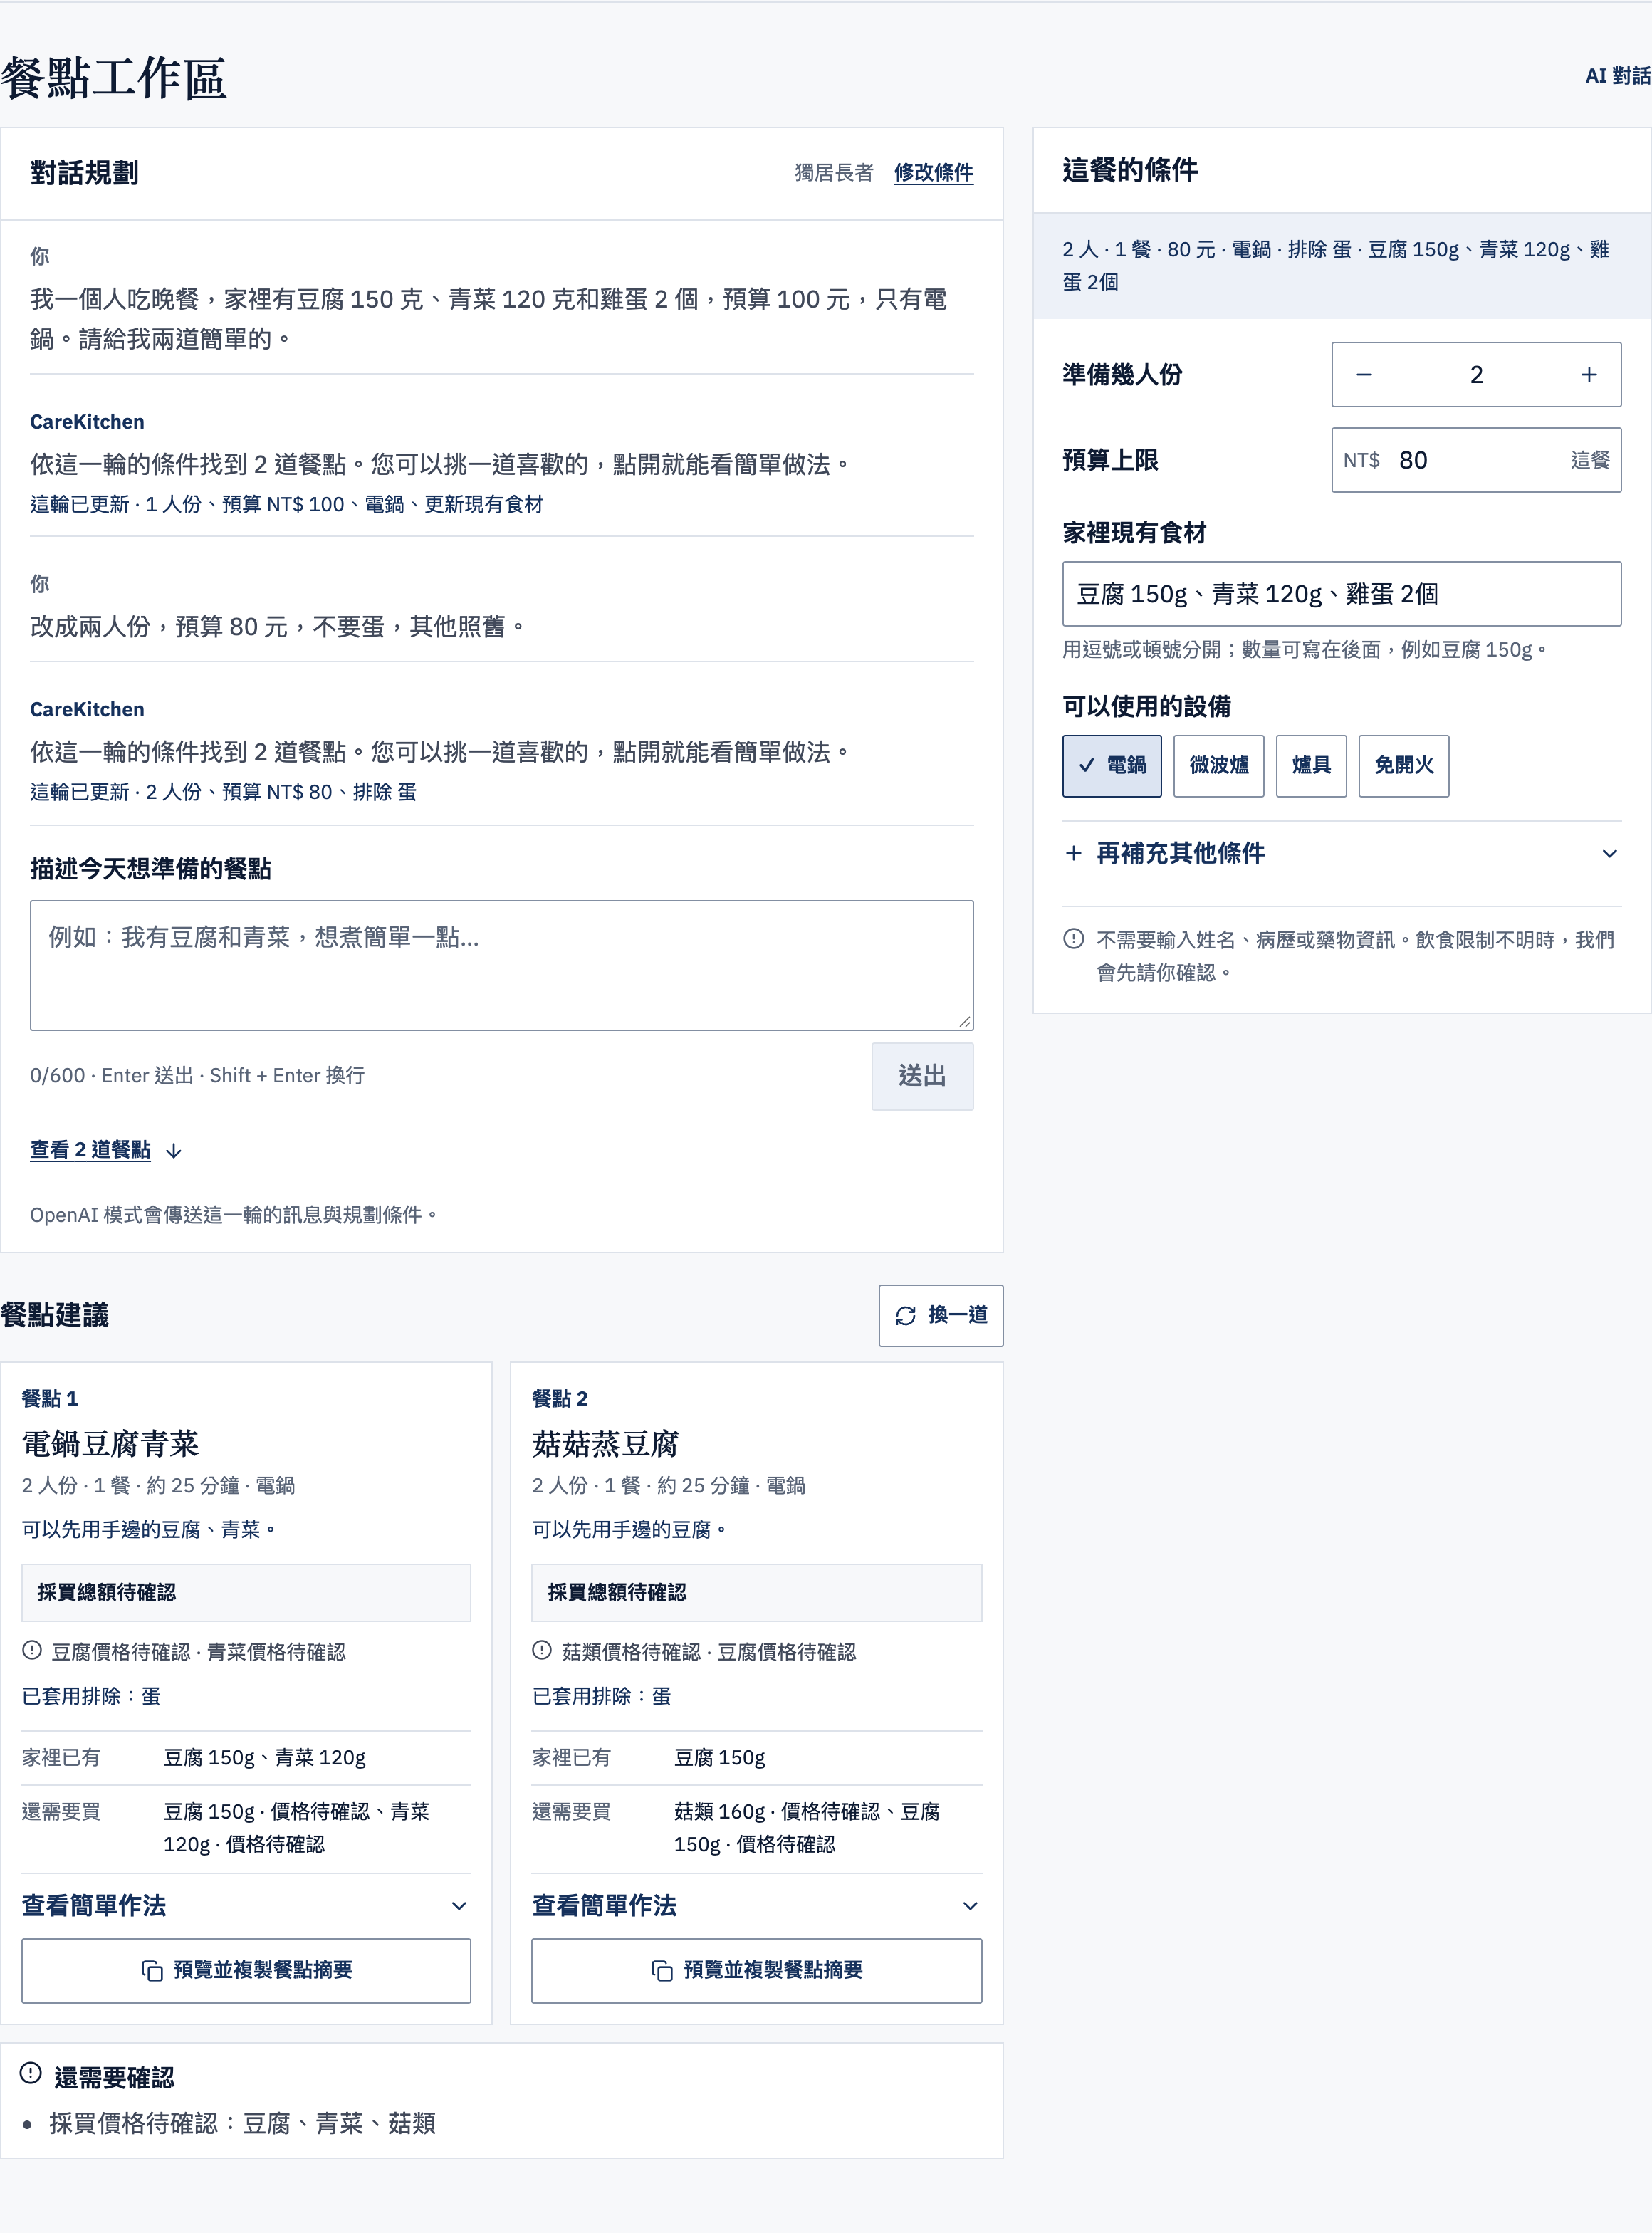 餐點工作區
AI 對話
對話規劃
獨居長者 修改條件
你
我一個人吃晚餐，家裡有豆腐 150 克、青菜 120 克和雞蛋 2 個，預算 100 元，只有電
鍋。請給我兩道簡單的。
CareKitchen
依這一輪的條件找到 2 道餐點。您可以挑一道喜歡的，點開就能看簡單做法。
這輪已更新 · 1 人份、預算 NT$ 100、電鍋、更新現有食材
你
改成兩人份，預算 80 元，不要蛋，其他照舊。
CareKitchen
依這一輪的條件找到 2 道餐點。您可以挑一道喜歡的，點開就能看簡單做法。
這輪已更新 · 2 人份、預算 NT$ 80、排除 蛋
描述今天想準備的餐點
例如：我有豆腐和青菜，想煮簡單一點...
0/600 · Enter 送出 · Shift + Enter 換行
送出
查看 2 道餐點 ↓
OpenAI 模式會傳送這一輪的訊息與規劃條件。
這餐的條件
2 人 · 1 餐 · 80 元 · 電鍋 · 排除 蛋 · 豆腐 150g、青菜 120g、雞
蛋 2個
準備幾人份
− 2 +
預算上限
NT$ 80 這餐
家裡現有食材
豆腐 150g、青菜 120g、雞蛋 2個
用逗號或頓號分開；數量可寫在後面，例如豆腐 150g。
可以使用的設備
✓ 電鍋 微波爐 爐具 免開火
+ 再補充其他條件
不需要輸入姓名、病歷或藥物資訊。飲食限制不明時，我們
會先請你確認。
餐點建議
換一道
餐點 1
電鍋豆腐青菜
2 人份 · 1 餐 · 約 25 分鐘 · 電鍋
可以先用手邊的豆腐、青菜。
採買總額待確認
豆腐價格待確認 · 青菜價格待確認
已套用排除：蛋
家裡已有 豆腐 150g、青菜 120g
還需要買 豆腐 150g · 價格待確認、青菜
120g · 價格待確認
查看簡單作法
預覽並複製餐點摘要
餐點 2
菇菇蒸豆腐
2 人份 · 1 餐 · 約 25 分鐘 · 電鍋
可以先用手邊的豆腐。
採買總額待確認
菇類價格待確認 · 豆腐價格待確認
已套用排除：蛋
家裡已有 豆腐 150g
還需要買 菇類 160g · 價格待確認、豆腐
150g · 價格待確認
查看簡單作法
預覽並複製餐點摘要
還需要確認
• 採買價格待確認：豆腐、青菜、菇類